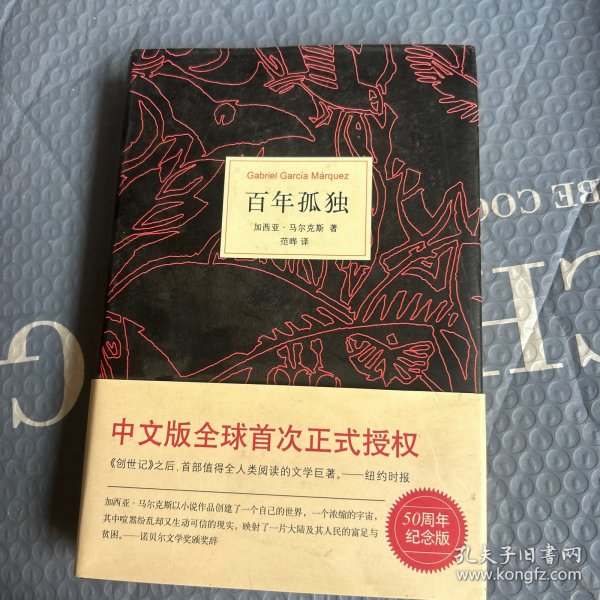 Gabriel García Márquez
百年孤独
加西亚·马尔克斯 著
范晔 译
中文版全球首次正式授权
《创世记》之后，首部值得全人类阅读的文学巨著。——纽约时报
加西亚·马尔克斯以小说作品创建了一个自己的世界，一个浓缩的宇宙，
其中喧嚣纷乱却又生动可信的现实，映射了一片大陆及其人民的富足与
贫困。——诺贝尔文学奖颁奖辞
50周年
纪念版
孔夫子旧书网
www.kongfz.com